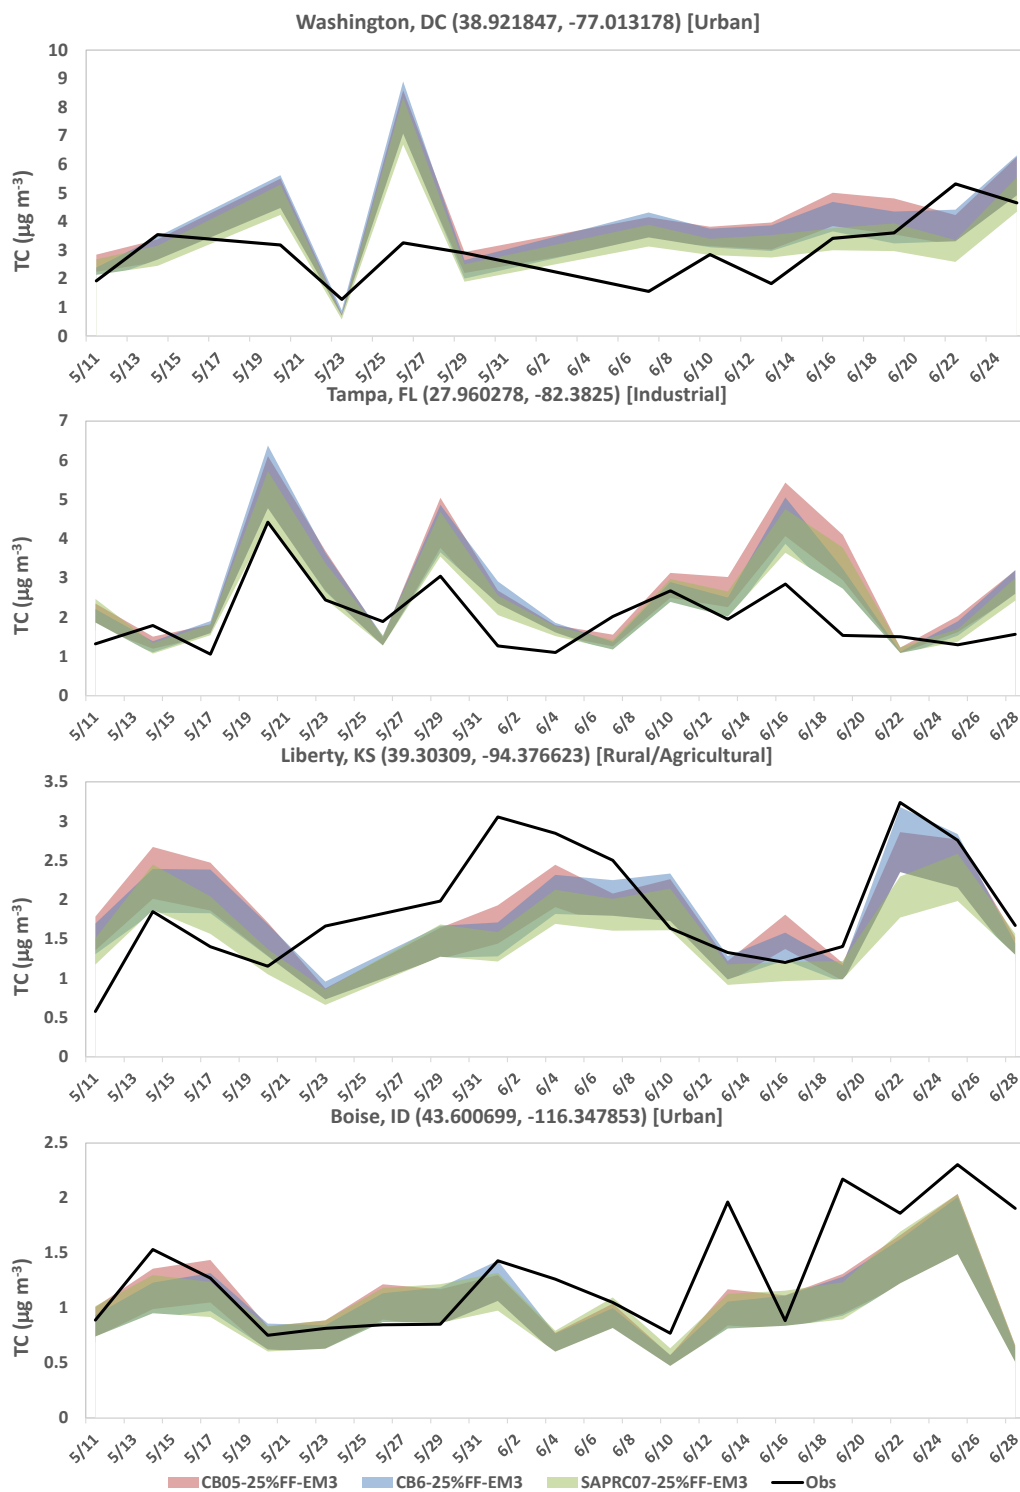 Washington, DC (38.921847, -77.013178) [Urban]
TC (µg m-3)
10
9
8
7
6
5
4
3
2
1
0
5/11 5/13 5/15 5/17 5/19 5/21 5/23 5/25 5/27 5/29 5/31 6/2 6/4 6/6 6/8 6/10 6/12 6/14 6/16 6/18 6/20 6/22 6/24
Tampa, FL (27.960278, -82.3825) [Industrial]
TC (µg m-3)
7
6
5
4
3
2
1
0
5/11 5/13 5/15 5/17 5/19 5/21 5/23 5/25 5/27 5/29 5/31 6/2 6/4 6/6 6/8 6/10 6/12 6/14 6/16 6/18 6/20 6/22 6/24 6/26 6/28
Liberty, KS (39.30309, -94.376623) [Rural/Agricultural]
TC (µg m-3)
3.5
3
2.5
2
1.5
1
0.5
0
5/11 5/13 5/15 5/17 5/19 5/21 5/23 5/25 5/27 5/29 5/31 6/2 6/4 6/6 6/8 6/10 6/12 6/14 6/16 6/18 6/20 6/22 6/24 6/26 6/28
Boise, ID (43.600699, -116.347853) [Urban]
TC (µg m-3)
2.5
2
1.5
1
0.5
0
5/11 5/13 5/15 5/17 5/19 5/21 5/23 5/25 5/27 5/29 5/31 6/2 6/4 6/6 6/8 6/10 6/12 6/14 6/16 6/18 6/20 6/22 6/24 6/26 6/28
CB05-25%FF-EM3 CB6-25%FF-EM3 SAPRC07-25%FF-EM3 Obs